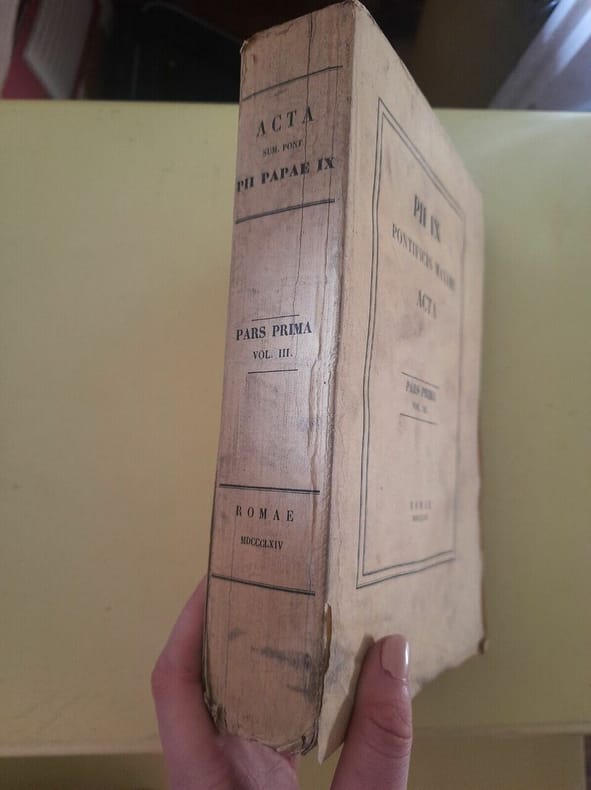 ACTA
SUM. PONT
PII PAPAE IX
PARS PRIMA
VOL. III.
ROMAE
MDCCCLXIV
PII IX
PONTIFICIS MAXIMI
ACTA
PARS PRIMA
VOL. III.
ROMAE